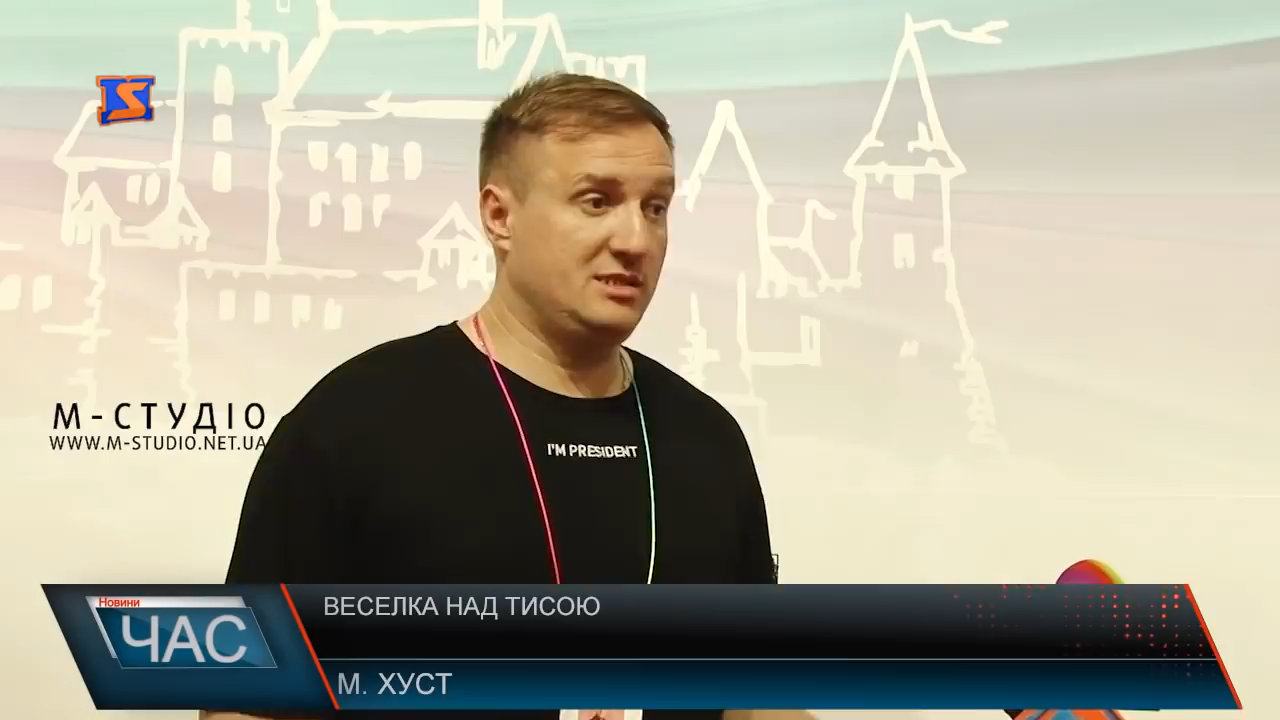 М-СТУДІО
WWW.M-STUDIO.NET.UA
I'M PRESIDENT
Новини
ЧАС
ВЕСЕЛКА НАД ТИСОЮ
М. ХУСТ